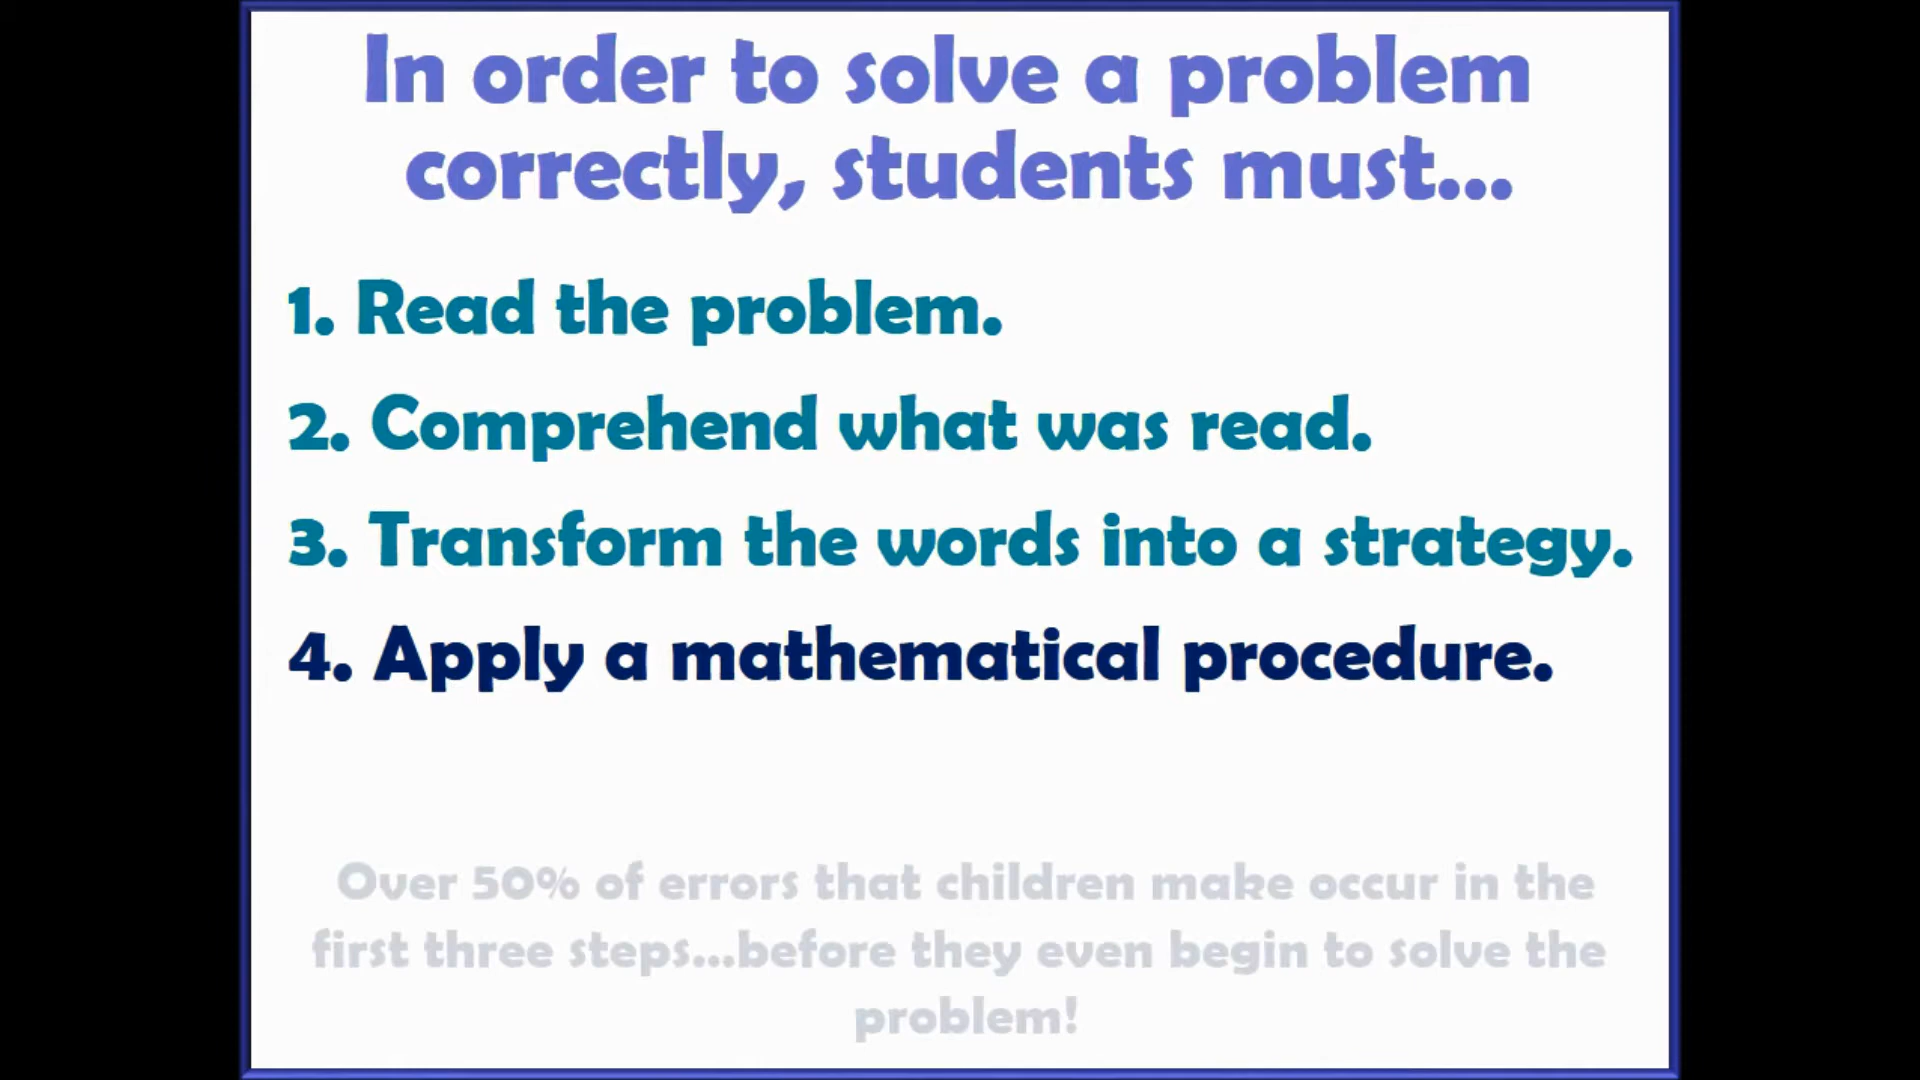 In order to solve a problem
correctly, students must...
1. Read the problem.
2. Comprehend what was read.
3. Transform the words into a strategy.
4. Apply a mathematical procedure.
Over 50% of errors that children make occur in the
first three steps...before they even begin to solve the
problem!